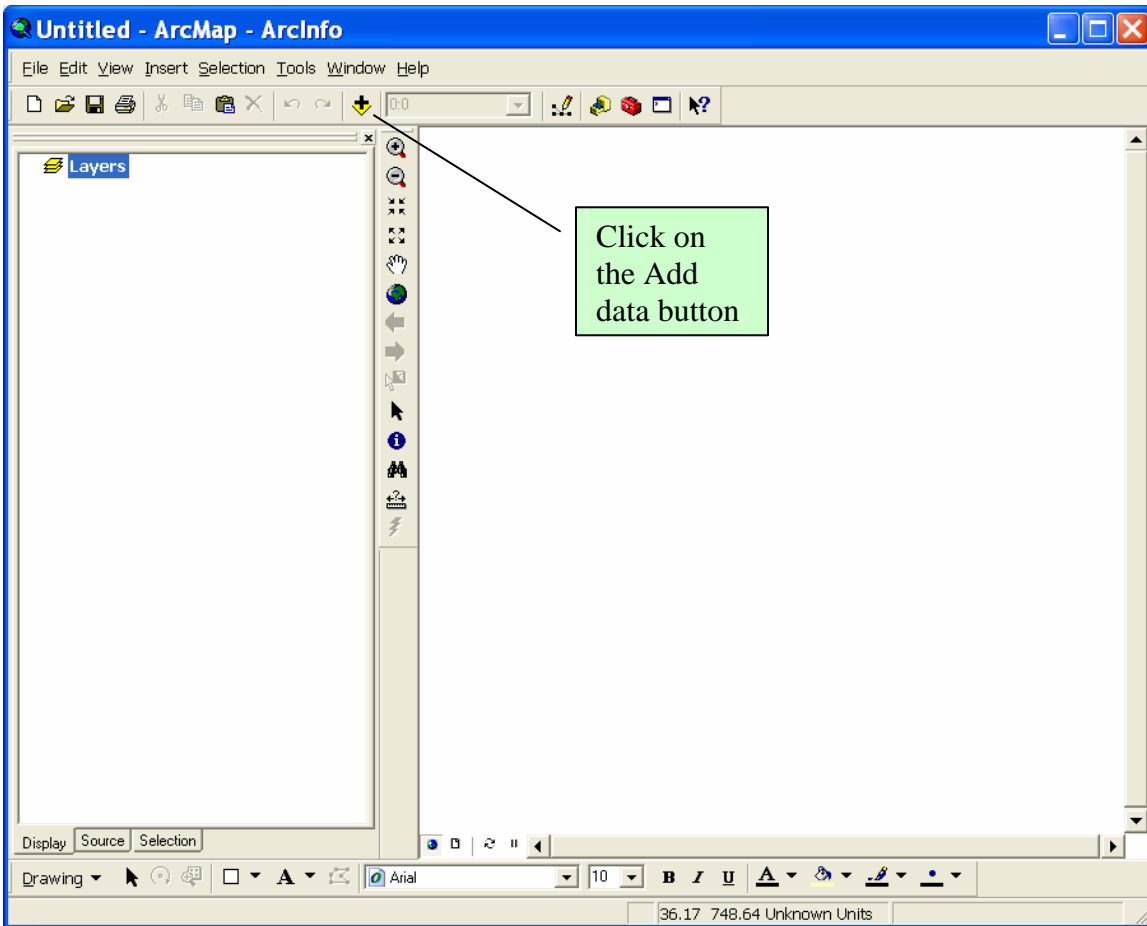 Untitled - ArcMap - ArcInfo
File Edit View Insert Selection Tools Window Help
0:0
Layers
Click on
the Add
data button
Display Source Selection
Drawing A Arial 10 B I U A
36.17 748.64 Unknown Units